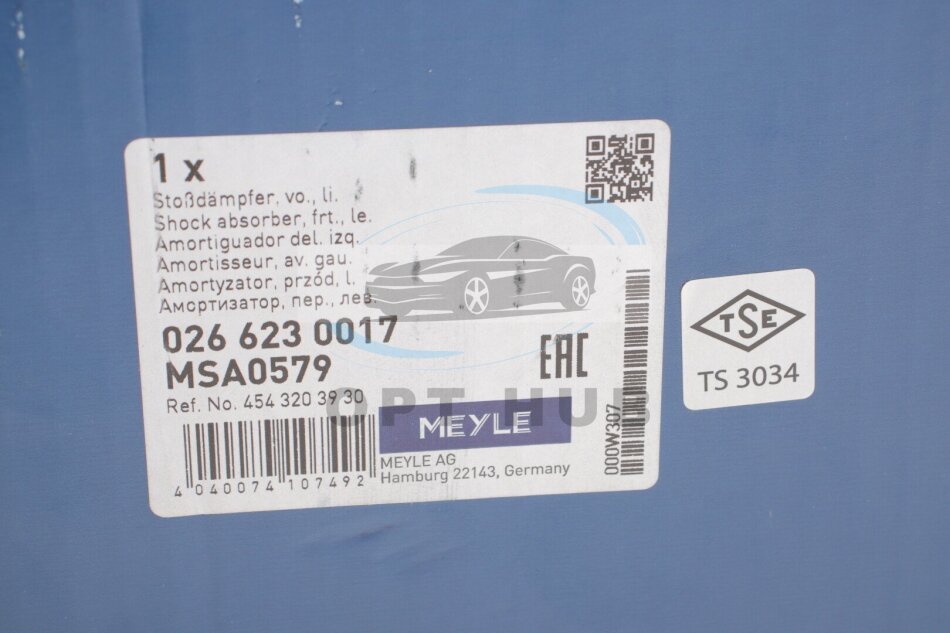 1 x
Stoßdämpfer, vo., li.
Shock absorber, frt., le.
Amortiguador del. izq.
Amortisseur, av. gau.
Amortyzator, przód, l.
Амортизатор, пер., лев.
026 623 0017
MSA0579
Ref. No. 454 320 39 30
EAC
OPT HUB
MEYLE
MEYLE AG
Hamburg 22143, Germany
4 040074 107492
000W307
TSE
TS 3034